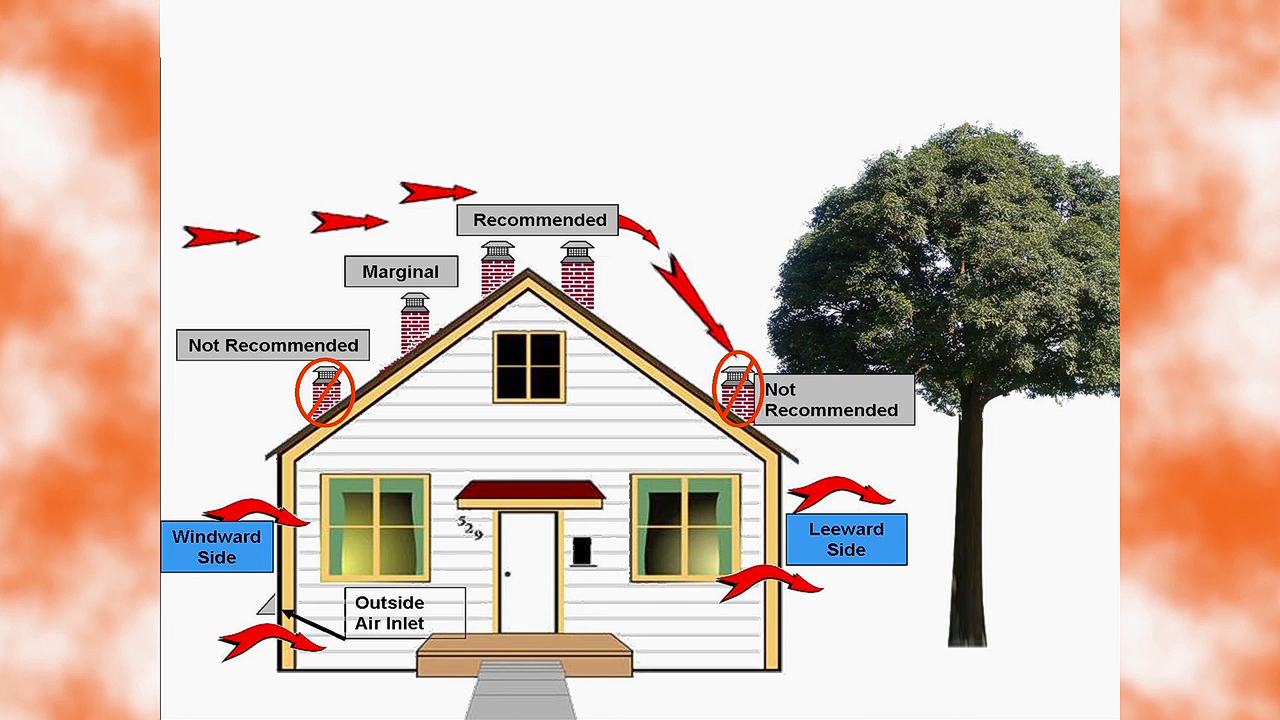 Recommended
Marginal
Not Recommended
Not
Recommended
Windward
Side
529
Leeward
Side
Outside
Air Inlet